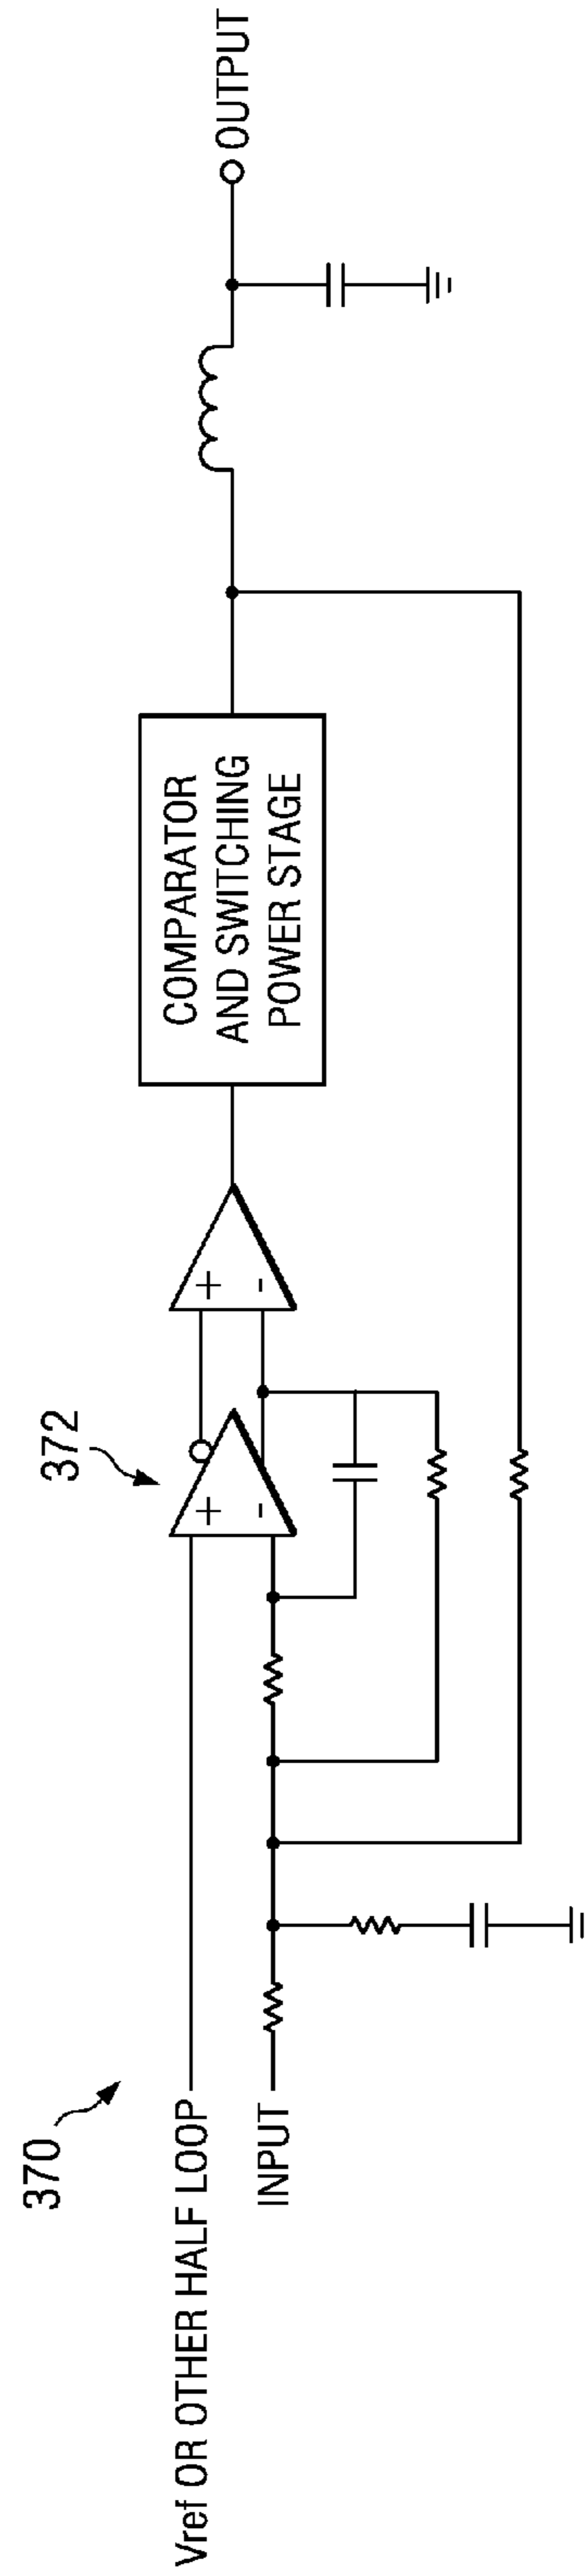 370
Vref OR OTHER HALF LOOP
INPUT
372
+
-
+
-
COMPARATOR
AND SWITCHING
POWER STAGE
OUTPUT